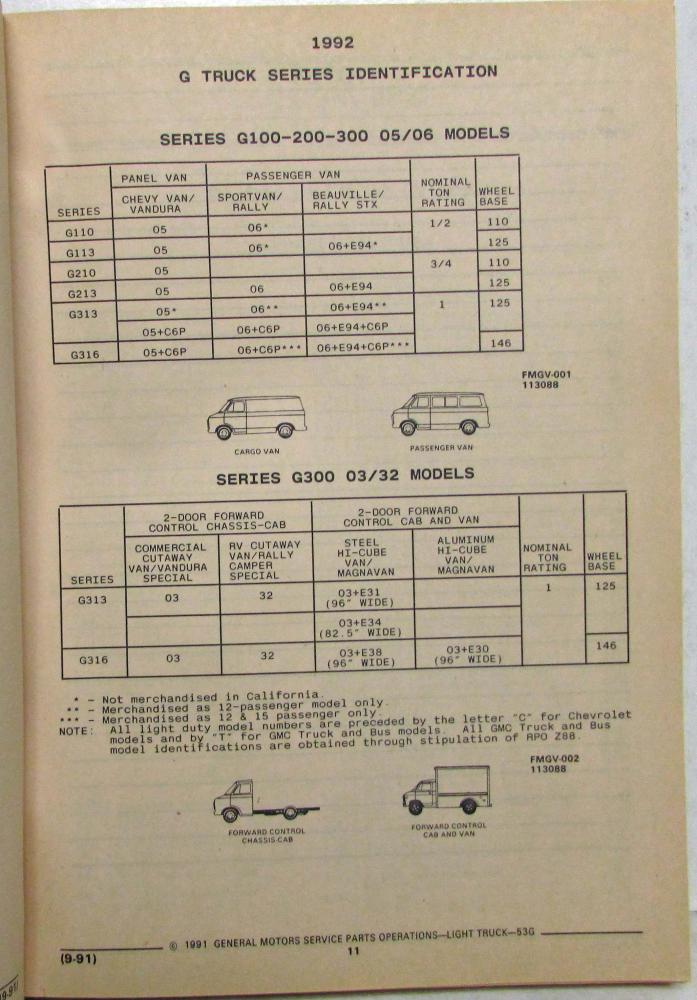 1992
G TRUCK SERIES IDENTIFICATION
SERIES G100-200-300 05/06 MODELS
PANEL VAN PASSENGER VAN
SERIES CHEVY VAN/ VANDURA SPORTVAN/ RALLY BEAUVILLE/ RALLY STX NOMINAL TON RATING WHEEL BASE
G110 05 06* 1/2 110
G113 05 06* 06+E94* 125
G210 05 3/4 110
G213 05 06 06+E94 125
G313 05* 06** 06+E94** 1 125
05+C6P 06+C6P 06+E94+C6P
G316 05+C6P 06+C6P*** 06+E94+C6P*** 146
FMGV-001
113088
CARGO VAN
PASSENGER VAN
SERIES G300 03/32 MODELS
2-DOOR FORWARD CONTROL CHASSIS-CAB 2-DOOR FORWARD CONTROL CAB AND VAN
SERIES COMMERCIAL CUTAWAY VAN/VANDURA SPECIAL RV CUTAWAY VAN/RALLY CAMPER SPECIAL STEEL HI-CUBE VAN/ MAGNAVAN ALUMINUM HI-CUBE VAN/ MAGNAVAN NOMINAL TON RATING WHEEL BASE
G313 03 32 03+E31 (96" WIDE) 1 125
03+E34 (82.5" WIDE)
G316 03 32 03+E38 (96" WIDE) 03+E30 (96" WIDE) 146
* - Not merchandised in California.
** - Merchandised as 12-passenger model only.
*** - Merchandised as 12 & 15 passenger only.
NOTE: All light duty model numbers are preceded by the letter "C" for Chevrolet
models and by "T" for GMC Truck and Bus models. All GMC Truck and Bus
model identifications are obtained through stipulation of RPO Z88.
FMGV-002
113088
FORWARD CONTROL
CHASSIS-CAB
FORWARD CONTROL
CAB AND VAN
© 1991 GENERAL MOTORS SERVICE PARTS OPERATIONS—LIGHT TRUCK—53G
(9-91)
11